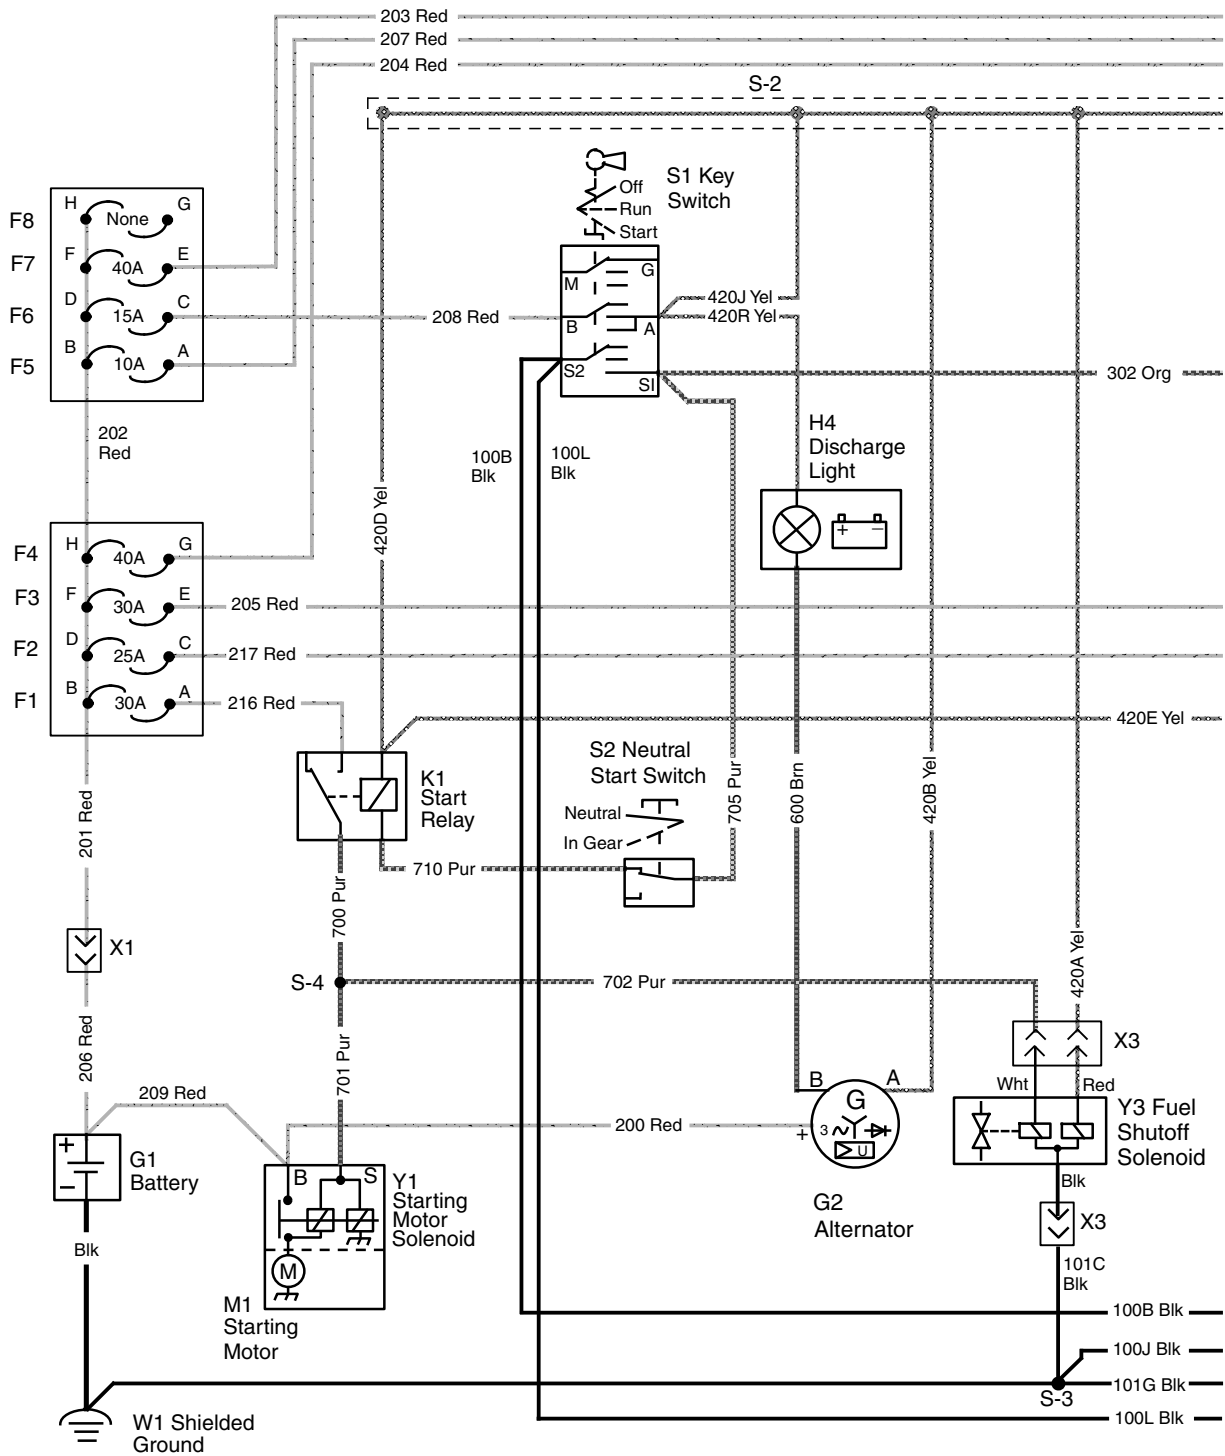 203 Red
207 Red
204 Red
S-2
S1 Key
Switch
Off
Run
Start
F8
H
None
G
F7
F
40A
E
F6
D
15A
C
F5
B
10A
A
208 Red
M
G
B
A
S2
SI
420J Yel
420R Yel
302 Org
202
Red
100B
Blk
100L
Blk
420D Yel
H4
Discharge
Light
+
−
F4
H
40A
G
F3
F
30A
E
205 Red
F2
D
25A
C
217 Red
F1
B
30A
A
216 Red
420E Yel
K1
Start
Relay
S2 Neutral
Start Switch
Neutral
In Gear
705 Pur
600 Brn
420B Yel
201 Red
710 Pur
700 Pur
X1
S-4
702 Pur
420A Yel
X3
206 Red
701 Pur
Wht
Red
209 Red
200 Red
B
A
G
3
+
U
G2
Alternator
Y3 Fuel
Shutoff
Solenoid
Blk
X3
101C
Blk
+
−
G1
Battery
Blk
B
S
Y1
Starting
Motor
Solenoid
M
M1
Starting
Motor
100B Blk
100J Blk
101G Blk
S-3
100L Blk
W1 Shielded
Ground